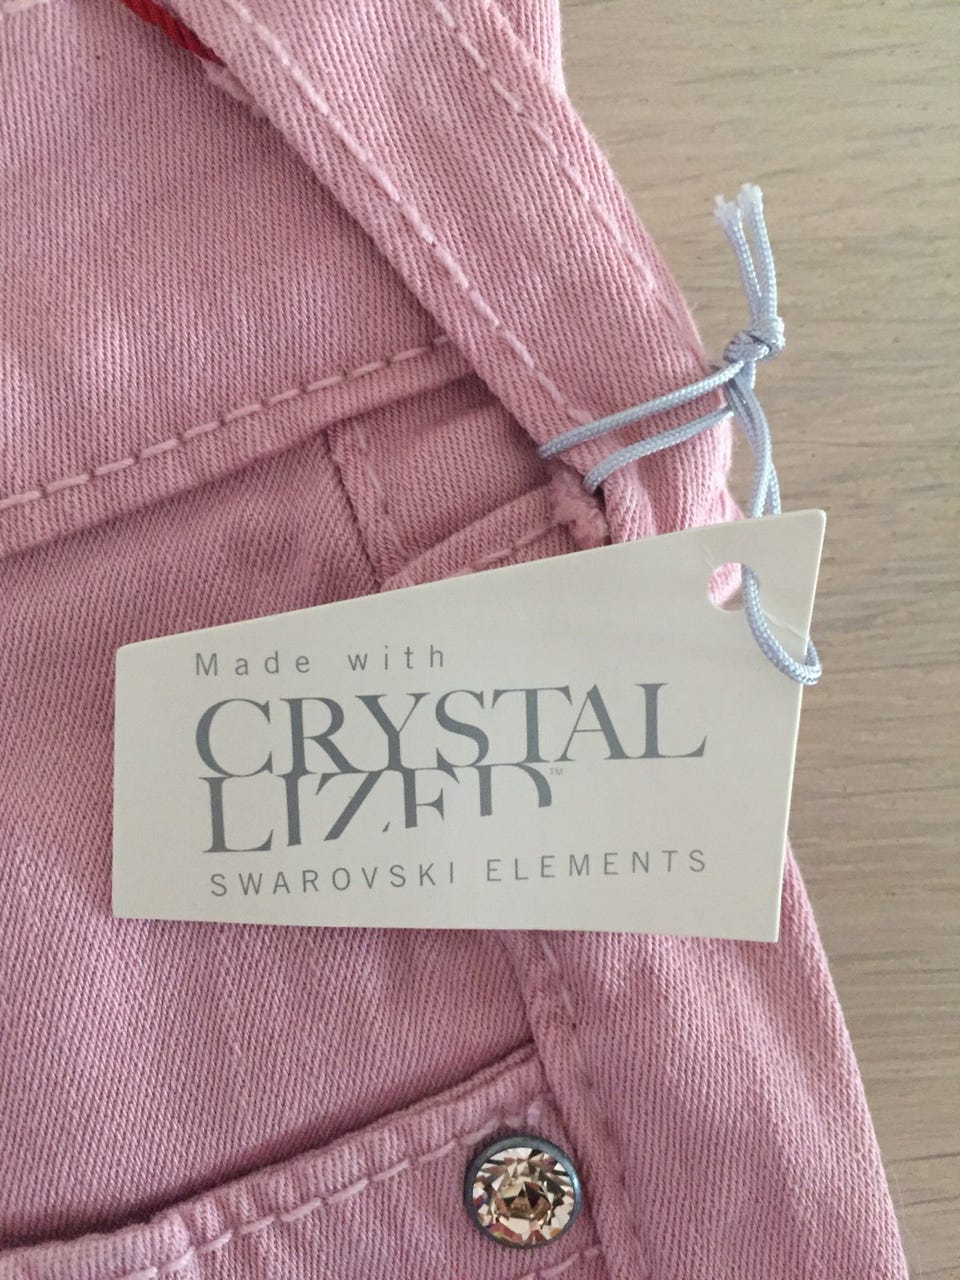 Made with
CRYSTAL
LIZED™
SWAROVSKI ELEMENTS